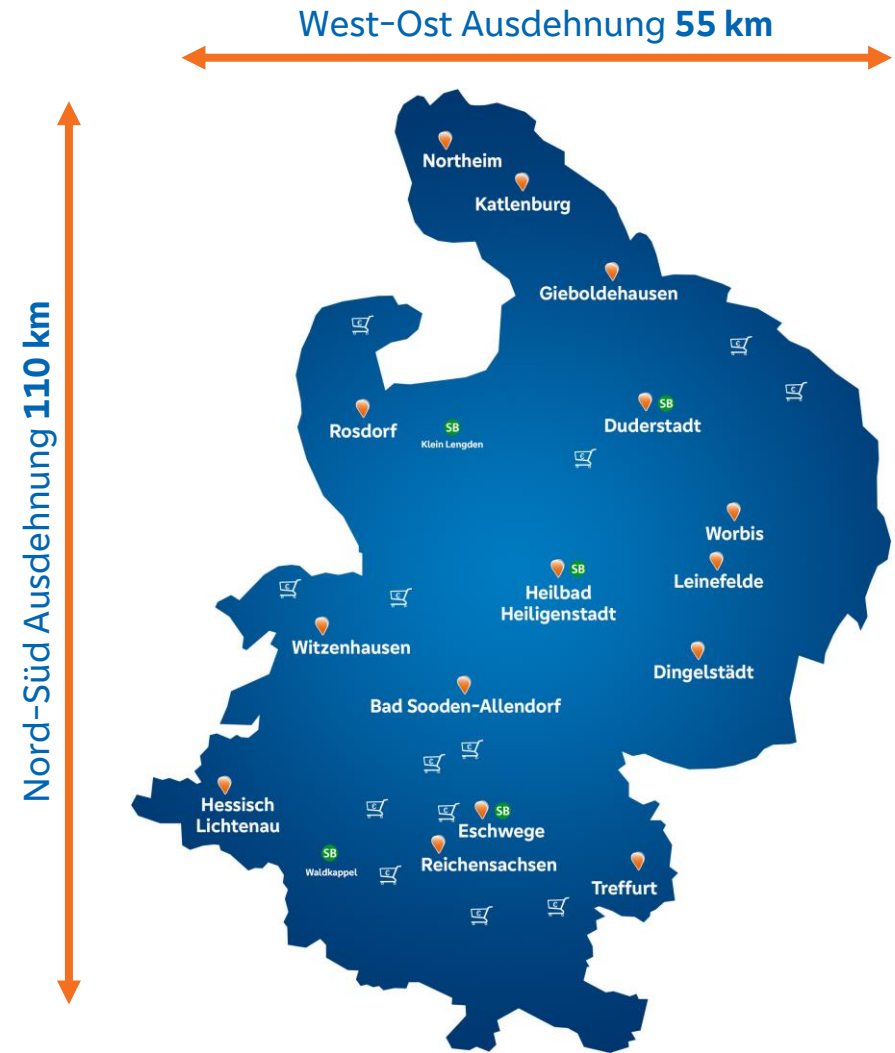 West-Ost Ausdehnung 55 km
Nord-Süd Ausdehnung 110 km
Northeim
Katlenburg
Gieboldehausen
€
€
€
Rosdorf
SB
Klein Lengden
SB
Duderstadt
€
Worbis
Leinefelde
SB
Heilbad
Heiligenstadt
€
€
Witzenhausen
Dingelstädt
Bad Sooden-Allendorf
€
€
Hessisch
Lichtenau
€
€
SB
Eschwege
Reichensachsen
SB
Waldkappel
€
Treffurt
€
€